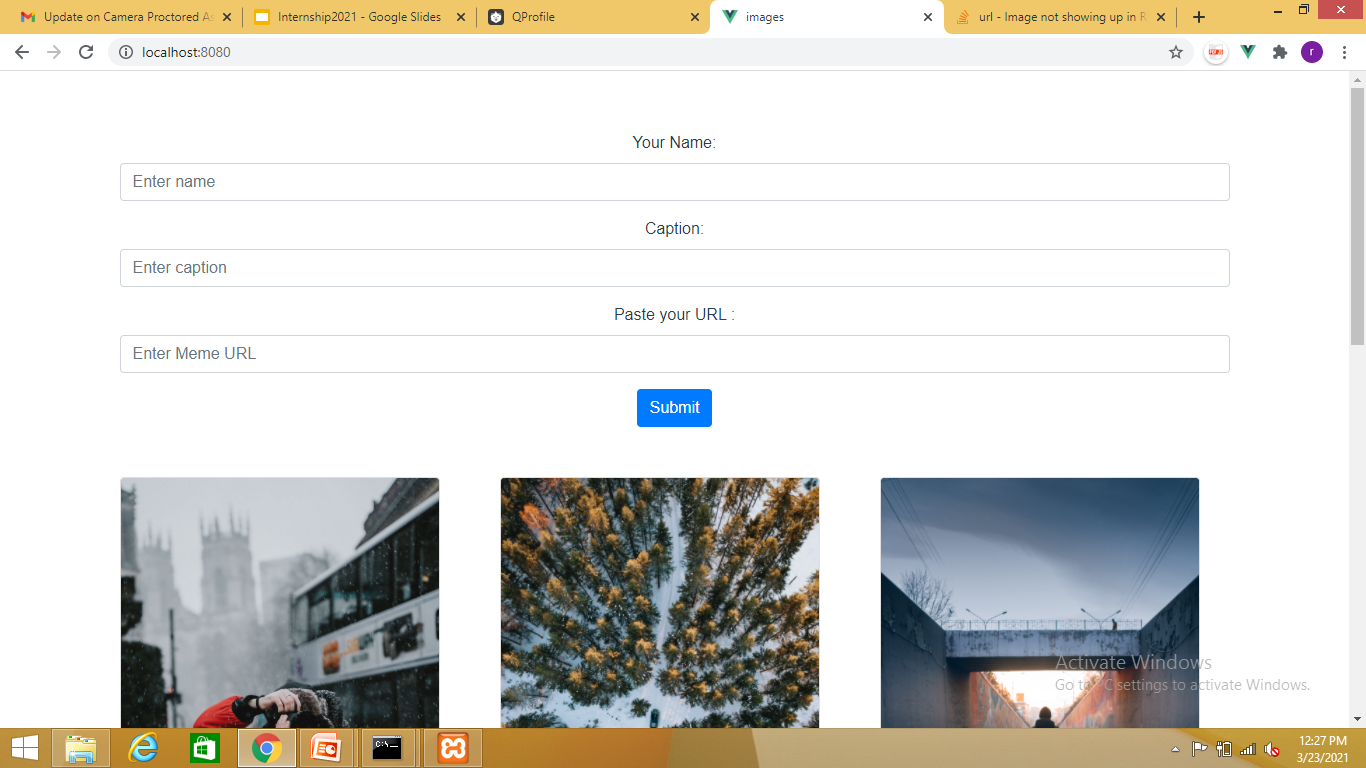 Update on Camera Proctored As
Internship2021 - Google Slides
QProfile
images
url - Image not showing up in R
localhost:8080
r
Your Name:
Enter name
Caption:
Enter caption
Paste your URL :
Enter Meme URL
Submit
Activate Windows
Go to PC settings to activate Windows.
C:\._
12:27 PM
3/23/2021